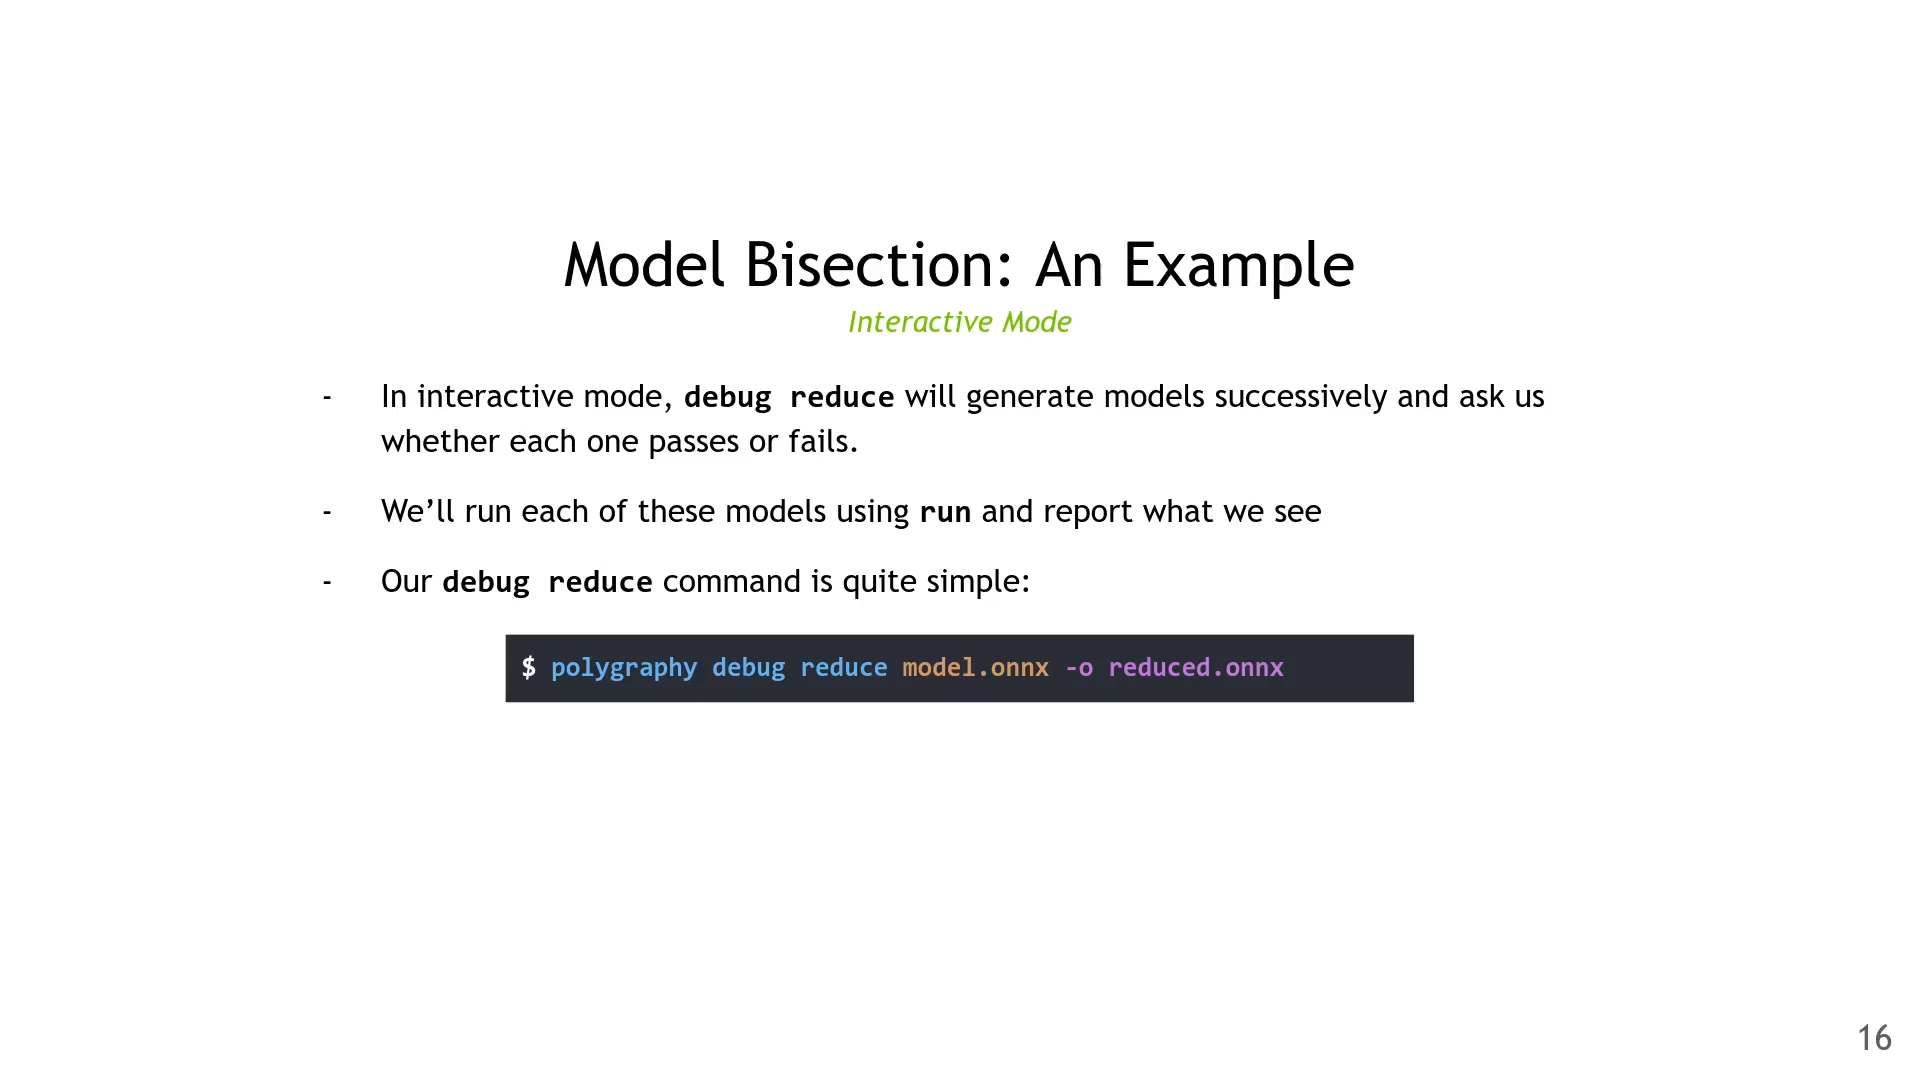 Model Bisection: An Example
Interactive Mode
- In interactive mode, debug reduce will generate models successively and ask us
whether each one passes or fails.
- We’ll run each of these models using run and report what we see
- Our debug reduce command is quite simple:
$ polygraphy debug reduce model.onnx -o reduced.onnx
16